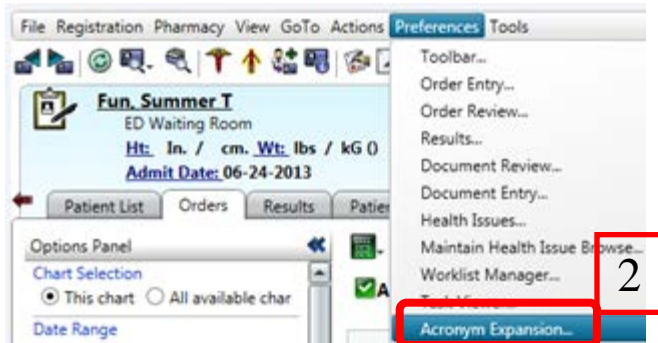 File Registration Pharmacy View GoTo Actions Preferences Tools
Toolbar...
Order Entry...
Order Review...
Results...
Document Review...
Document Entry...
Health Issues...
Maintain Health Issue Browse...
Worklist Manager...
Acronym Expansion...
2
Fun, Summer T
ED Waiting Room
Ht: In. / cm. Wt: lbs / kG ()
Admit Date: 06-24-2013
Patient List Orders Results Patie
Options Panel
Chart Selection
This chart All available char
A
Date Range